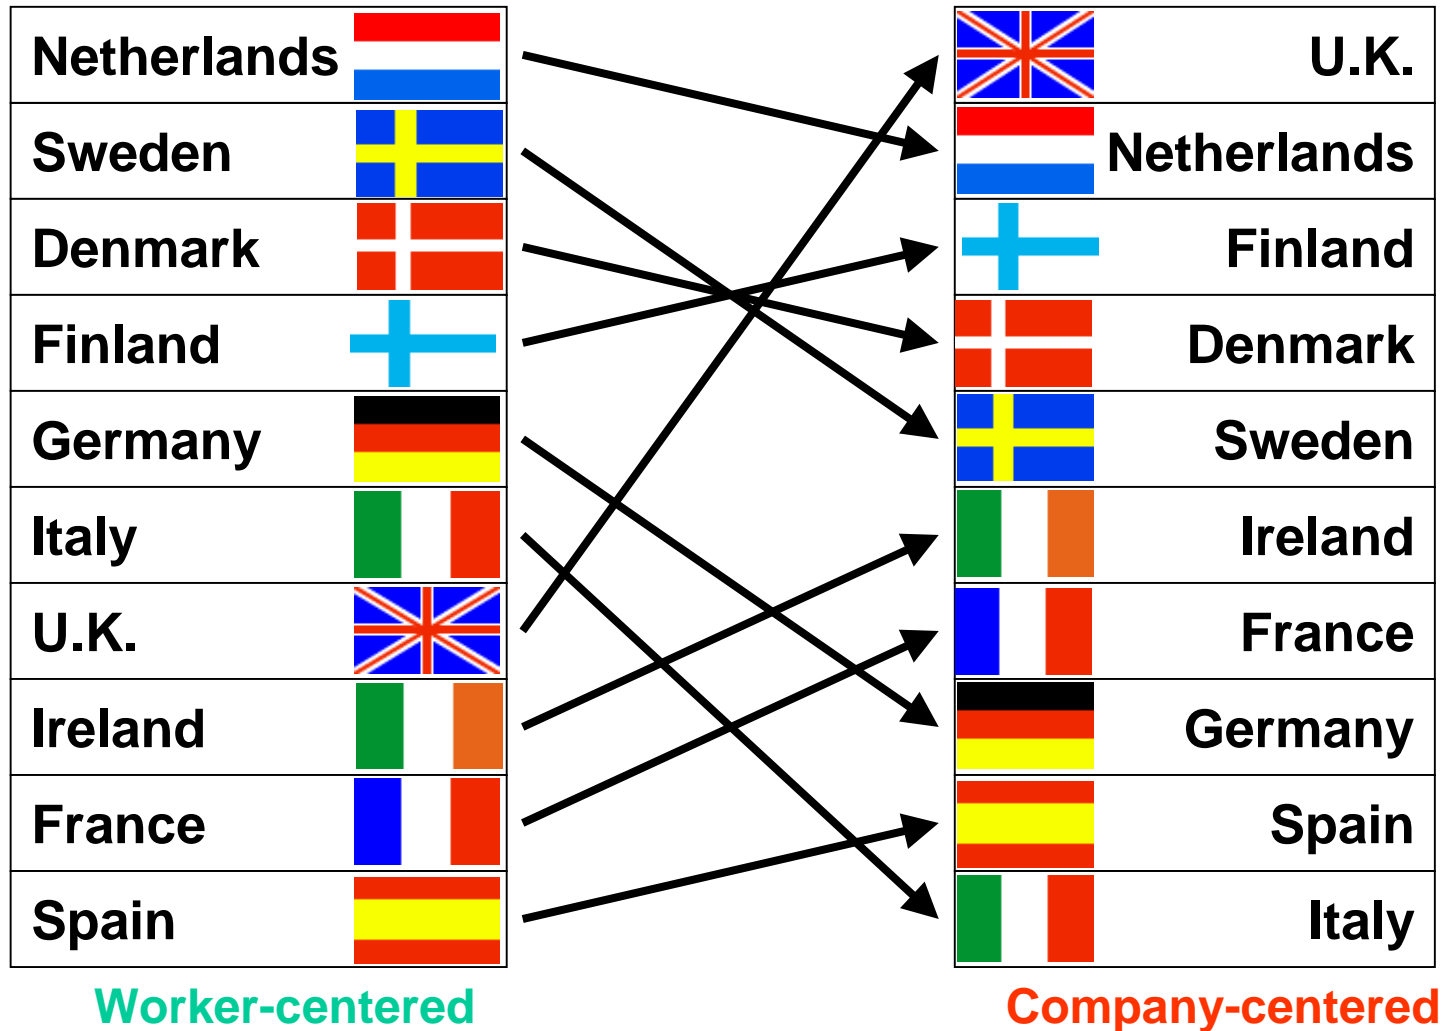 Netherlands U.K.
Sweden Netherlands
Denmark Finland
Finland Denmark
Germany Sweden
Italy Ireland
U.K. France
Ireland Germany
France Spain
Spain Italy
Worker-centered Company-centered